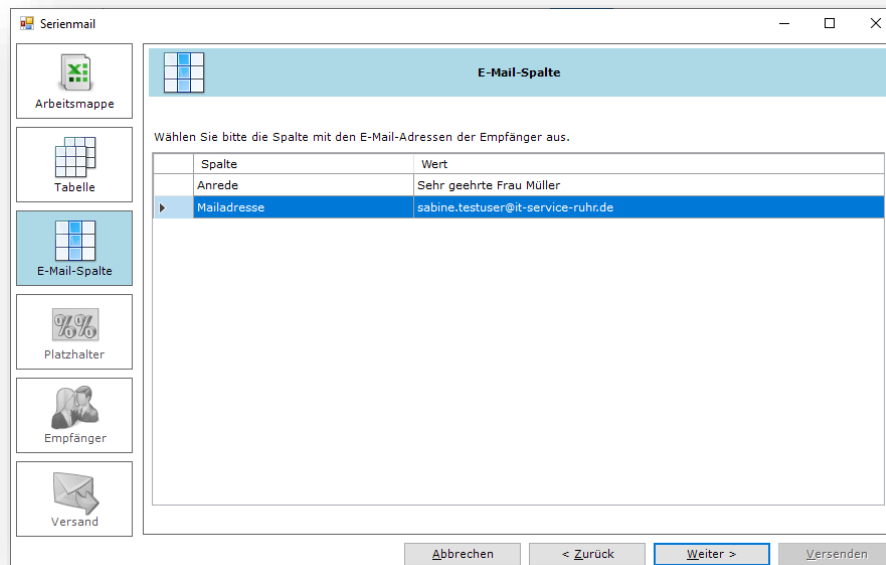 Serienmail
Arbeitsmappe
Tabelle
E-Mail-Spalte
Platzhalter
Empfänger
Versand
E-Mail-Spalte
Wählen Sie bitte die Spalte mit den E-Mail-Adressen der Empfänger aus.
Spalte Wert
Anrede Sehr geehrte Frau Müller
Mailadresse sabine.testuser@it-service-ruhr.de
Abbrechen < Zurück Weiter > Versenden